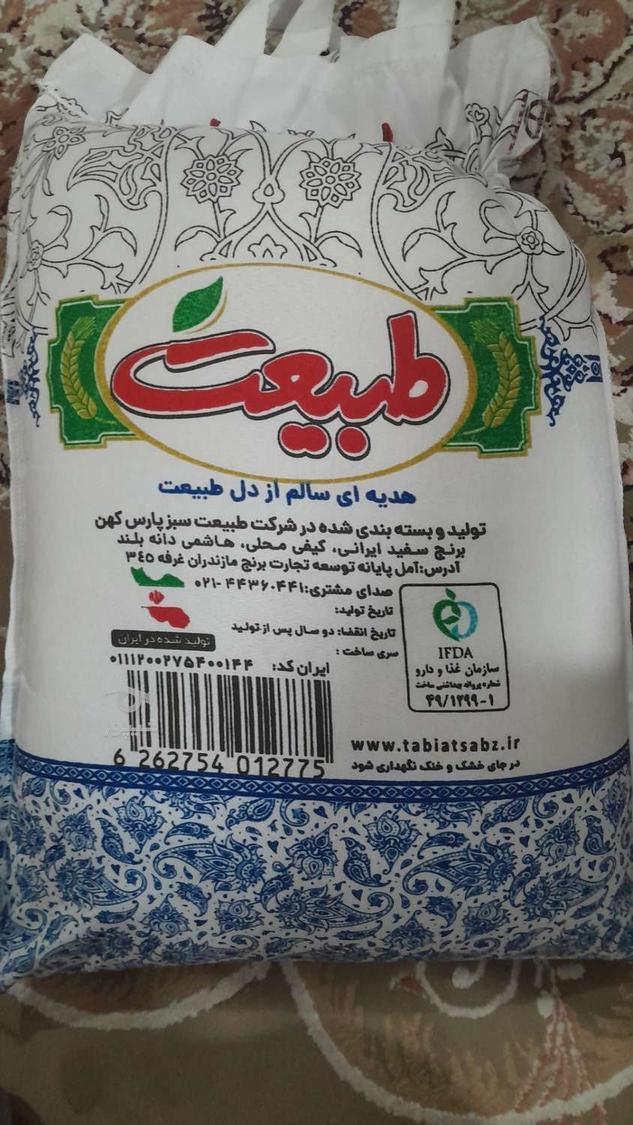 طبیعت
هدیه ای سالم از دل طبیعت
تولید و بسته بندی شده در شرکت طبیعت سبز پارس کهن
برنج سفید ایرانی، کیفی محلی، هاشمی دانه بلند
آدرس:آمل پایانه توسعه تجارت برنج مازندران غرفه ۳٤٥
صدای مشتری:۴۴۳۶۰۴۴۱-۰۲۱
تاریخ تولید:
تاریخ انقضا: دو سال پس از تولید
سری ساخت :
تولید شده در ایران
ایران کد: ۰۱۱۱۲۰۰۲۷۵۴۰۰۱۴۴
6 262754 012775
IFDA
سازمان غذا و دارو
شماره پروانه بهداشتی ساخت
۴۹/۱۲۹۹-۱
www.tabiatsabz.ir
در جای خشک و خنک نگهداری شود